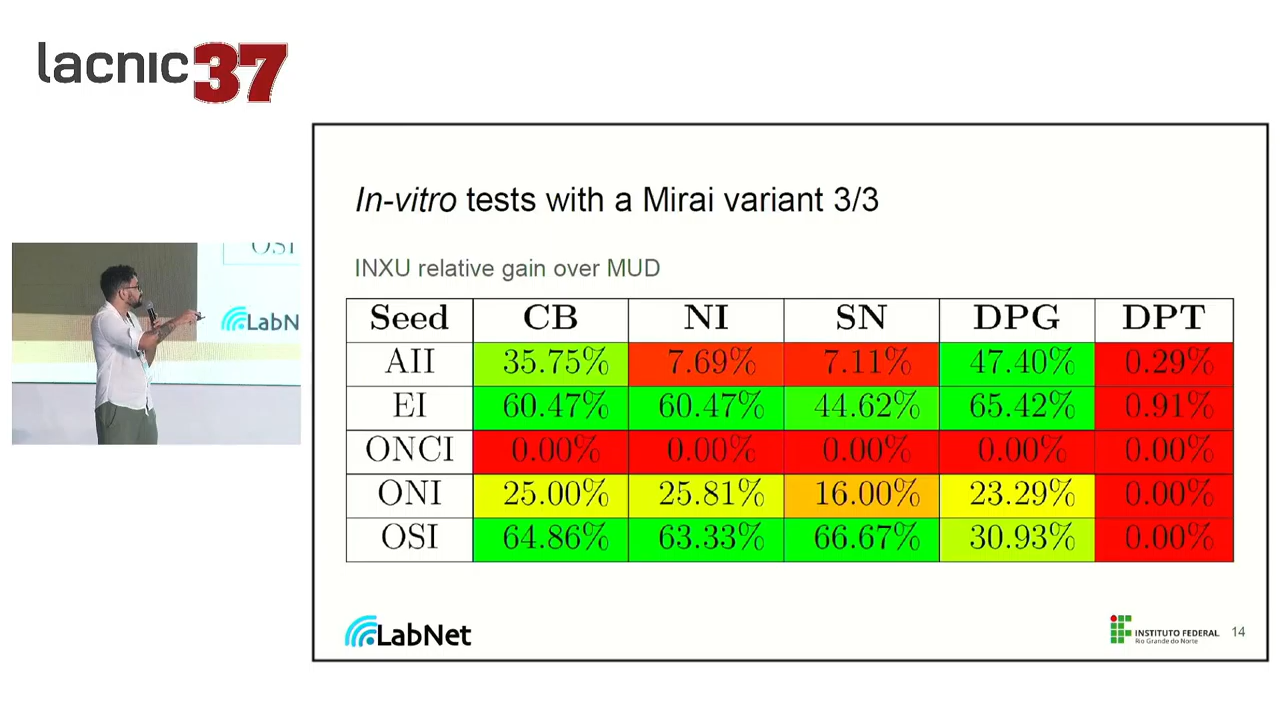 lacnic 37
In-vitro tests with a Mirai variant 3/3
INXU relative gain over MUD
Seed CB NI SN DPG DPT
AII 35.75% 7.69% 7.11% 47.40% 0.29%
EI 60.47% 60.47% 44.62% 65.42% 0.91%
ONCI 0.00% 0.00% 0.00% 0.00% 0.00%
ONI 25.00% 25.81% 16.00% 23.29% 0.00%
OSI 64.86% 63.33% 66.67% 30.93% 0.00%
OSI
LabN
LabNet
INSTITUTO FEDERAL
Rio Grande do Norte
14